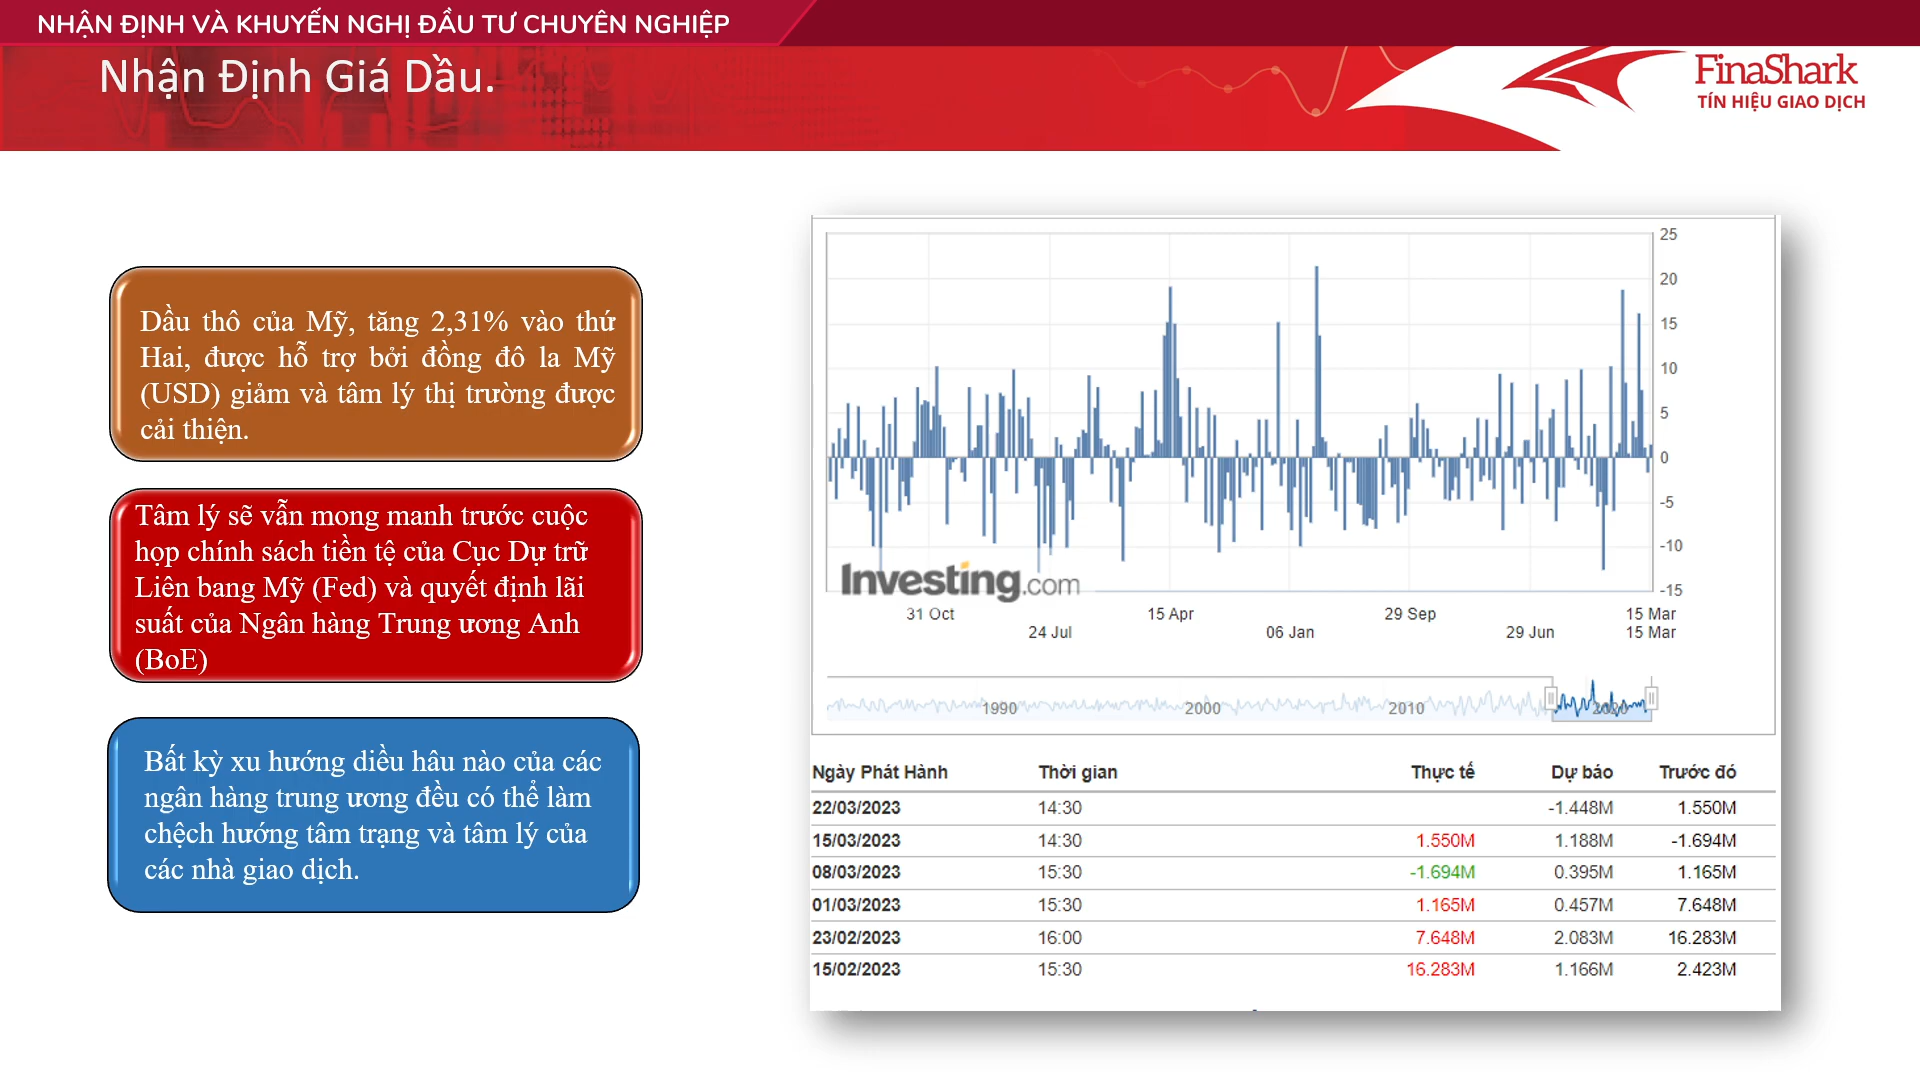 NHẬN ĐỊNH VÀ KHUYẾN NGHỊ ĐẦU TƯ CHUYÊN NGHIỆP
Nhận Định Giá Dầu.
FinaShark
TÍN HIỆU GIAO DỊCH
Dầu thô của Mỹ, tăng 2,31% vào thứ
Hai, được hỗ trợ bởi đồng đô la Mỹ
(USD) giảm và tâm lý thị trường được
cải thiện.
Tâm lý sẽ vẫn mong manh trước cuộc
họp chính sách tiền tệ của Cục Dự trữ
Liên bang Mỹ (Fed) và quyết định lãi
suất của Ngân hàng Trung ương Anh
(BoE)
Bất kỳ xu hướng diều hâu nào của các
ngân hàng trung ương đều có thể làm
chệch hướng tâm trạng và tâm lý của
các nhà giao dịch.
25
20
15
10
5
0
-5
-10
-15
Investing.com
31 Oct 15 Apr 29 Sep 15 Mar
24 Jul 06 Jan 29 Jun 15 Mar
1990 2000 2010 2020
Ngày Phát Hành Thời gian Thực tế Dự báo Trước đó
22/03/2023 14:30 -1.448M 1.550M
15/03/2023 14:30 1.550M 1.188M -1.694M
08/03/2023 15:30 -1.694M 0.395M 1.165M
01/03/2023 15:30 1.165M 0.457M 7.648M
23/02/2023 16:00 7.648M 2.083M 16.283M
15/02/2023 15:30 16.283M 1.166M 2.423M